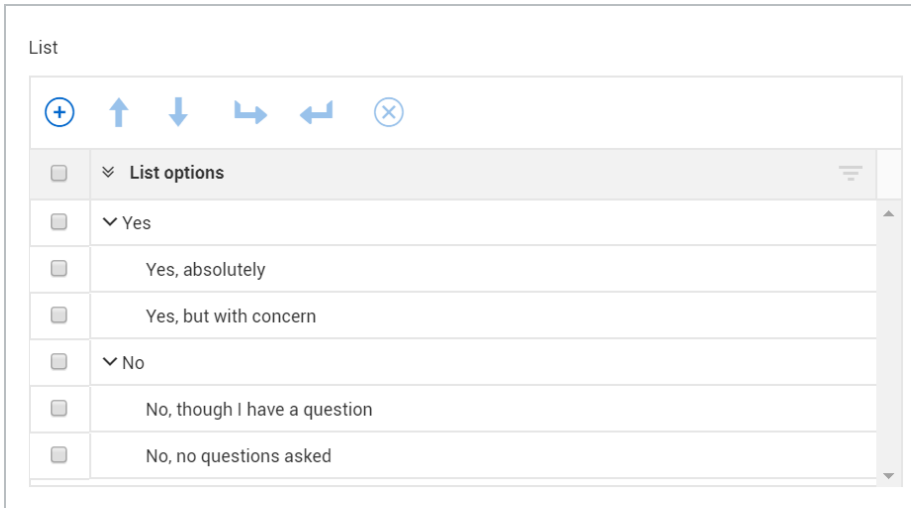 List
List options
Yes
Yes, absolutely
Yes, but with concern
No
No, though I have a question
No, no questions asked